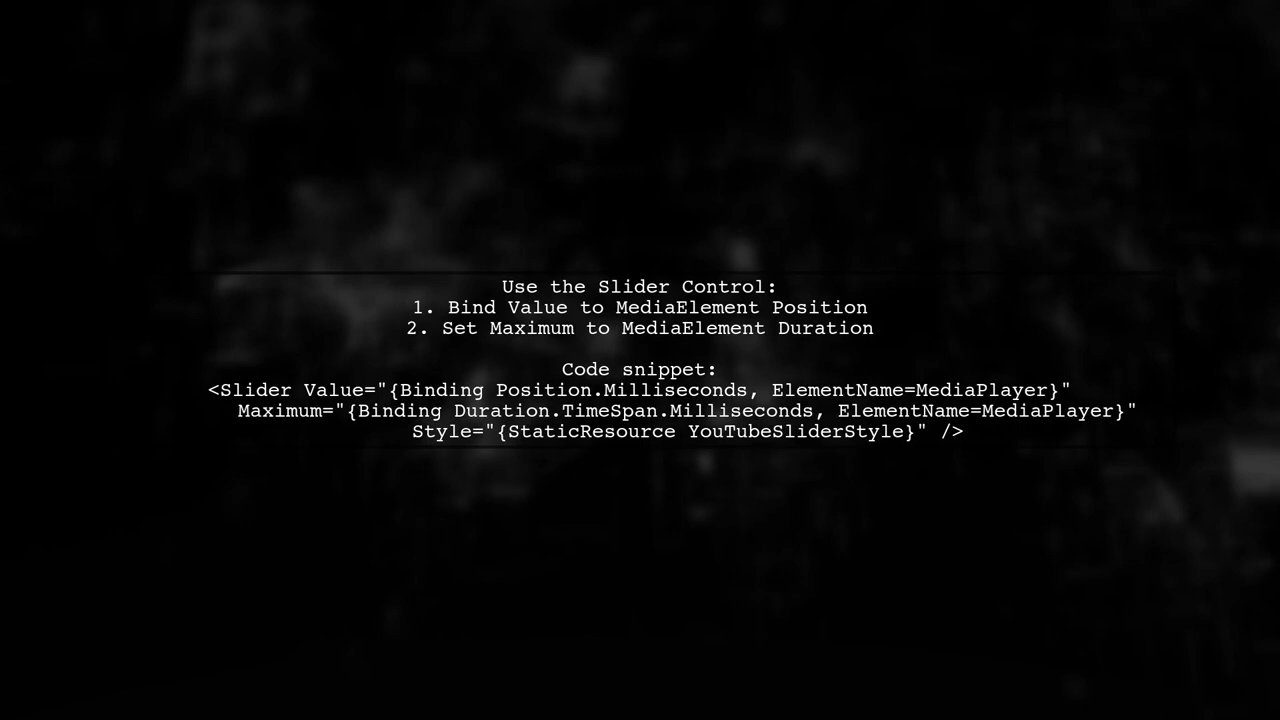 Use the Slider Control:
1. Bind Value to MediaElement Position
2. Set Maximum to MediaElement Duration
Code snippet:
<Slider Value="{Binding Position.Milliseconds, ElementName=MediaPlayer}"
Maximum="{Binding Duration.TimeSpan.Milliseconds, ElementName=MediaPlayer}"
Style="{StaticResource YouTubeSliderStyle}" />